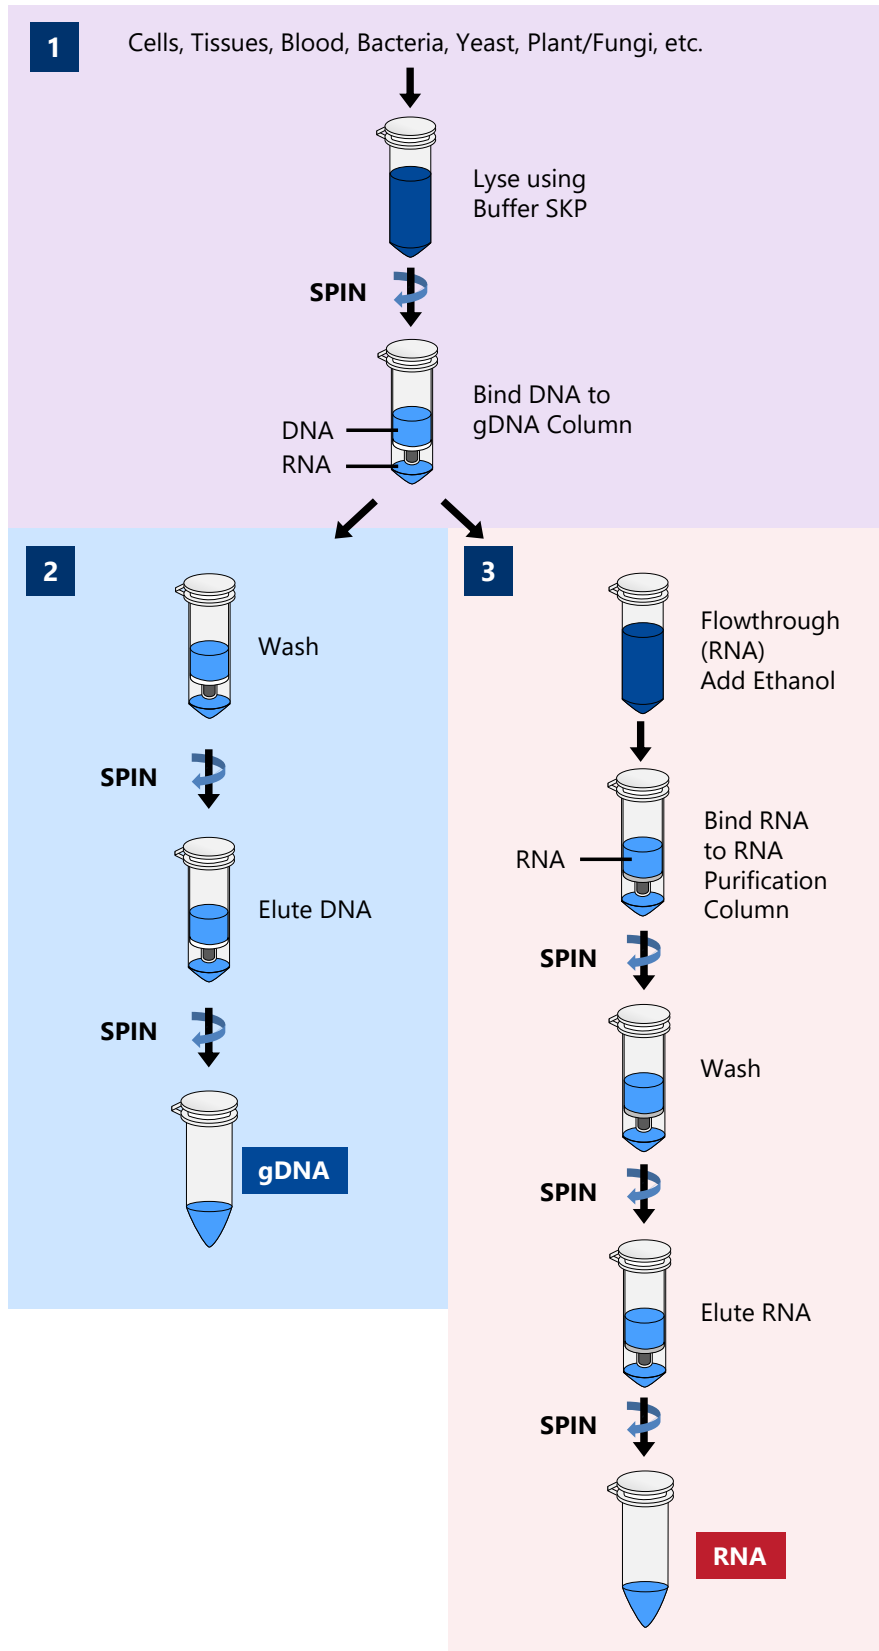 1
Cells, Tissues, Blood, Bacteria, Yeast, Plant/Fungi, etc.
Lyse using
Buffer SKP
SPIN
Bind DNA to
gDNA Column
DNA
RNA
2
Wash
SPIN
Elute DNA
SPIN
gDNA
3
Flowthrough
(RNA)
Add Ethanol
Bind RNA
to RNA
Purification
Column
RNA
SPIN
Wash
SPIN
Elute RNA
SPIN
RNA